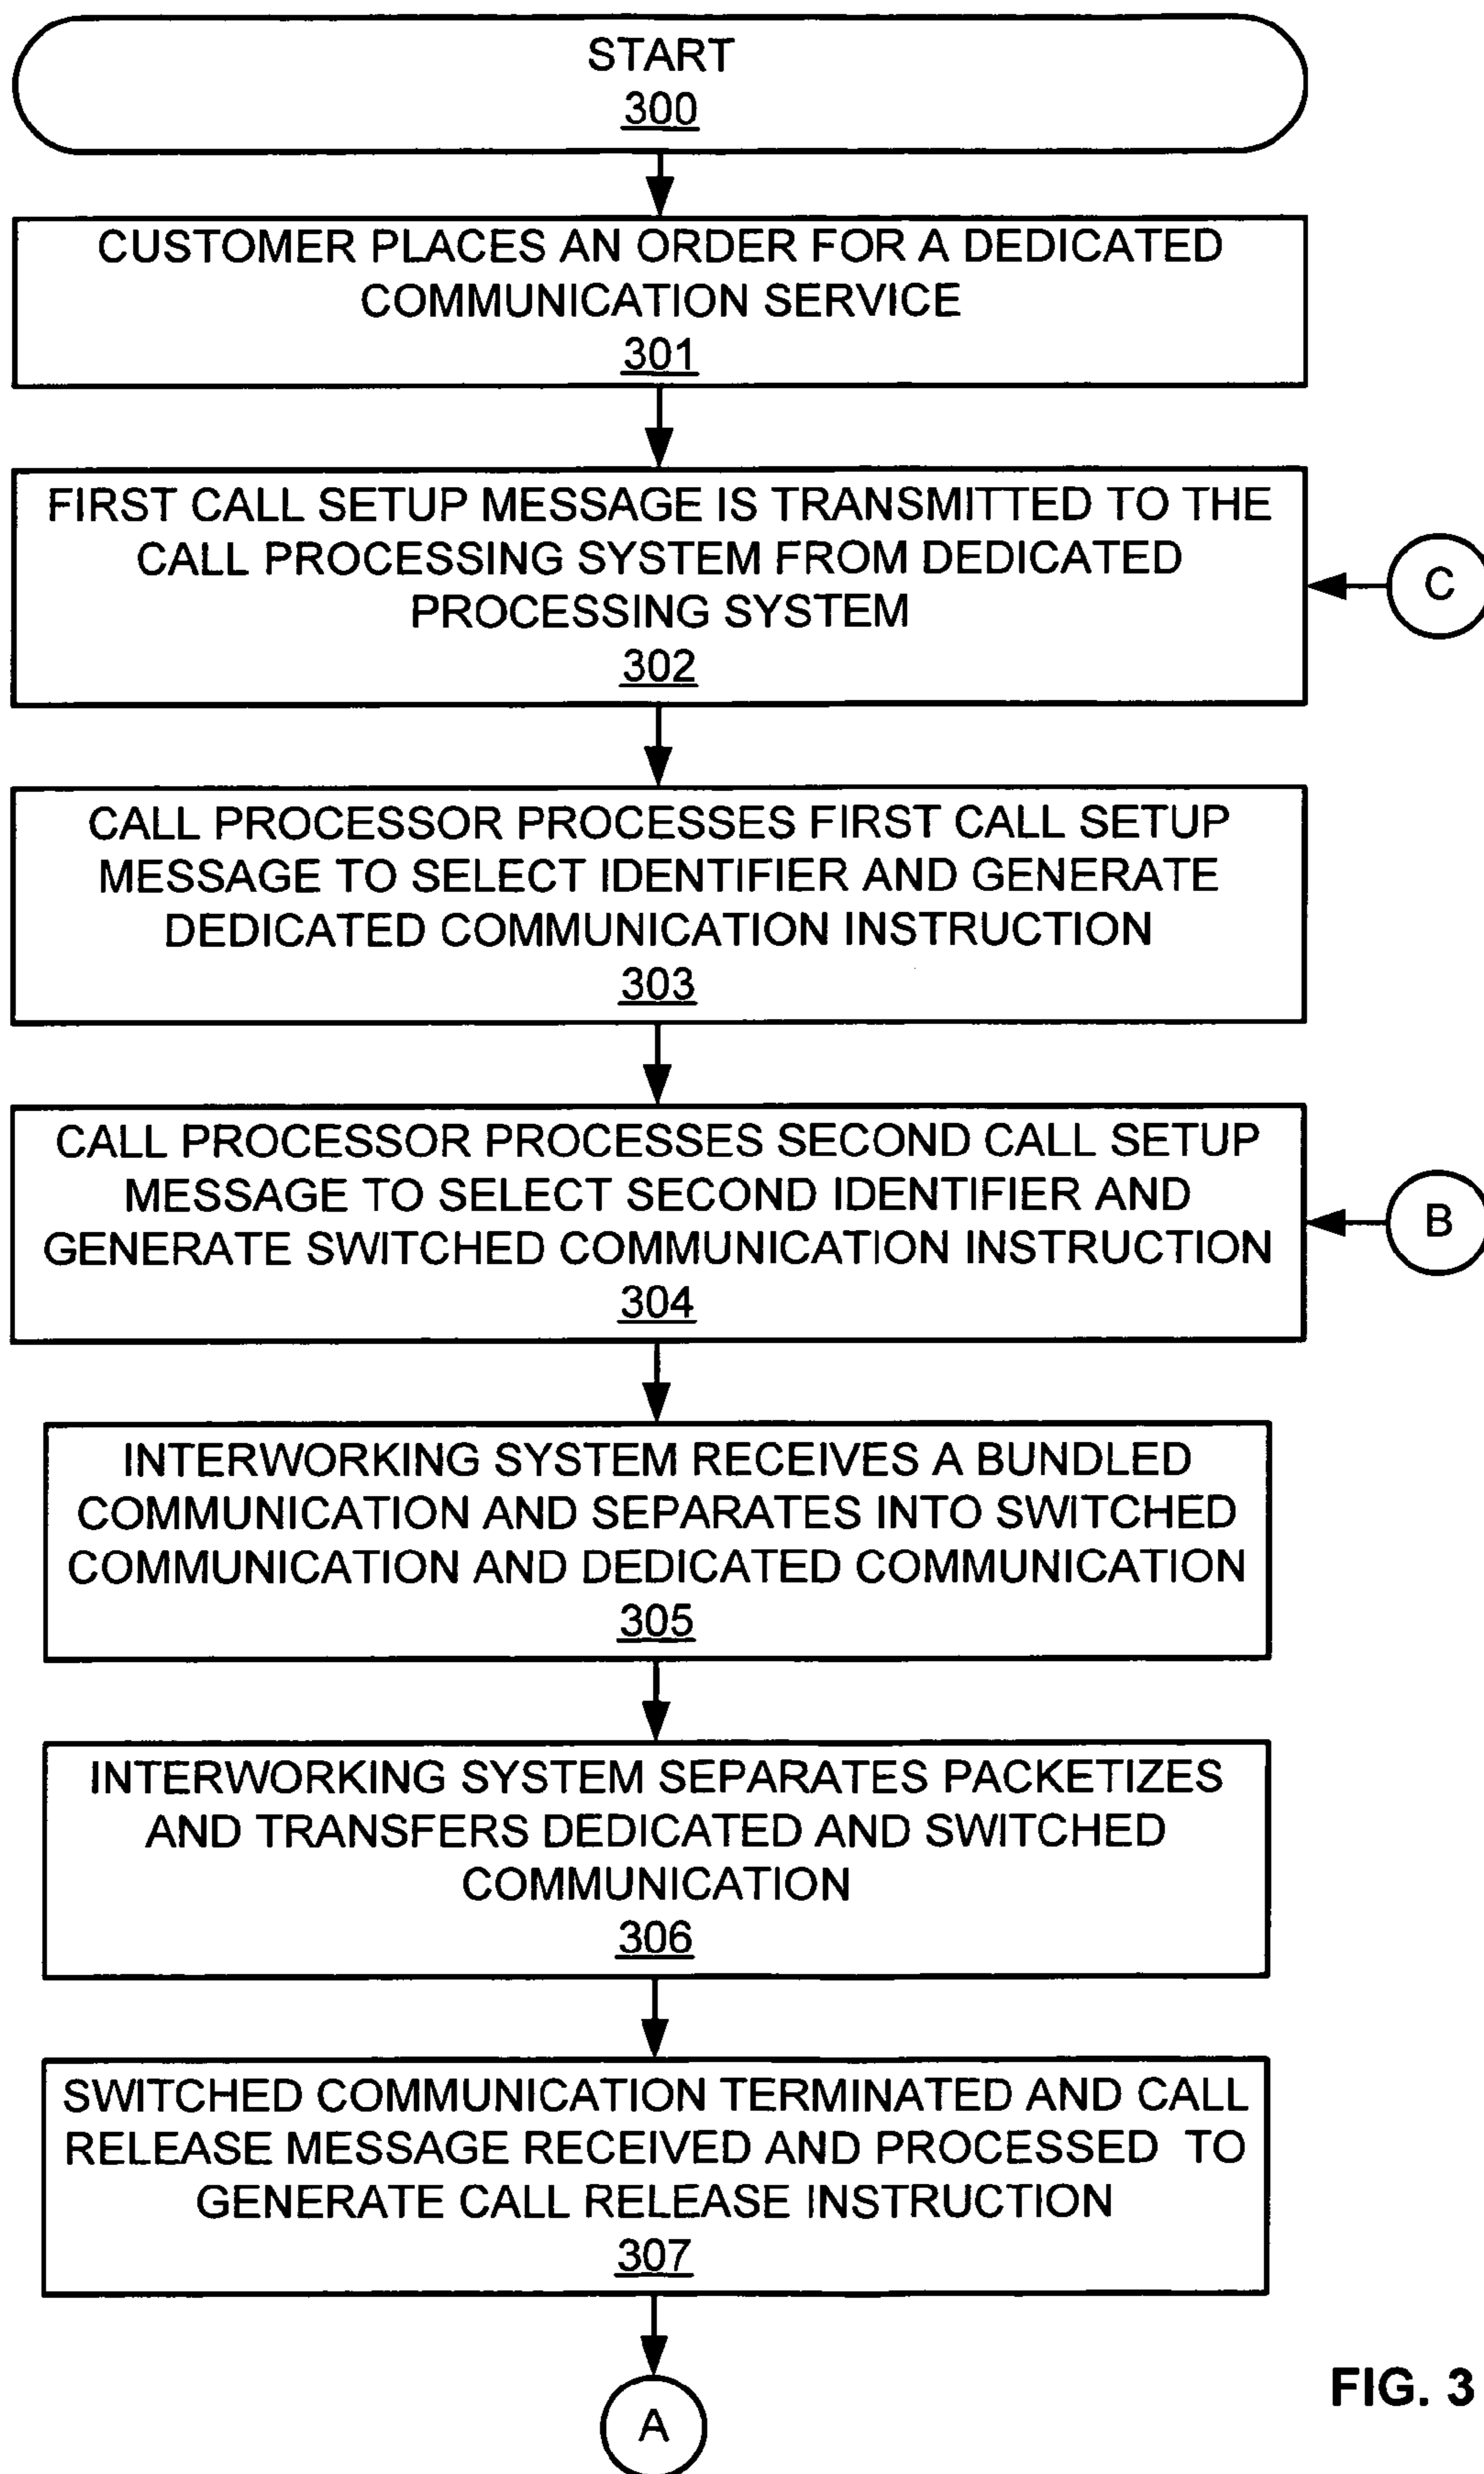 START
300
CUSTOMER PLACES AN ORDER FOR A DEDICATED
COMMUNICATION SERVICE
301
FIRST CALL SETUP MESSAGE IS TRANSMITTED TO THE
CALL PROCESSING SYSTEM FROM DEDICATED
PROCESSING SYSTEM
302
C
CALL PROCESSOR PROCESSES FIRST CALL SETUP
MESSAGE TO SELECT IDENTIFIER AND GENERATE
DEDICATED COMMUNICATION INSTRUCTION
303
CALL PROCESSOR PROCESSES SECOND CALL SETUP
MESSAGE TO SELECT SECOND IDENTIFIER AND
GENERATE SWITCHED COMMUNICATION INSTRUCTION
304
B
INTERWORKING SYSTEM RECEIVES A BUNDLED
COMMUNICATION AND SEPARATES INTO SWITCHED
COMMUNICATION AND DEDICATED COMMUNICATION
305
INTERWORKING SYSTEM SEPARATES PACKETIZES
AND TRANSFERS DEDICATED AND SWITCHED
COMMUNICATION
306
SWITCHED COMMUNICATION TERMINATED AND CALL
RELEASE MESSAGE RECEIVED AND PROCESSED TO
GENERATE CALL RELEASE INSTRUCTION
307
A
FIG. 3